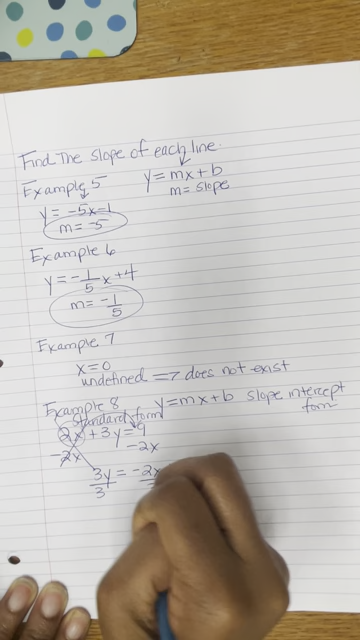 Find The slope of each line.
Example 5
y = mx + b
m = slope
y = -5x-1
m = -5
Example 6
y = -1/5 x + 4
m = -1/5
Example 7
x = 0
undefined => does not exist
Example 8
y = mx + b slope intercept form
Standard form
2x + 3y = 9
-2x -2x
3y = -2x
3